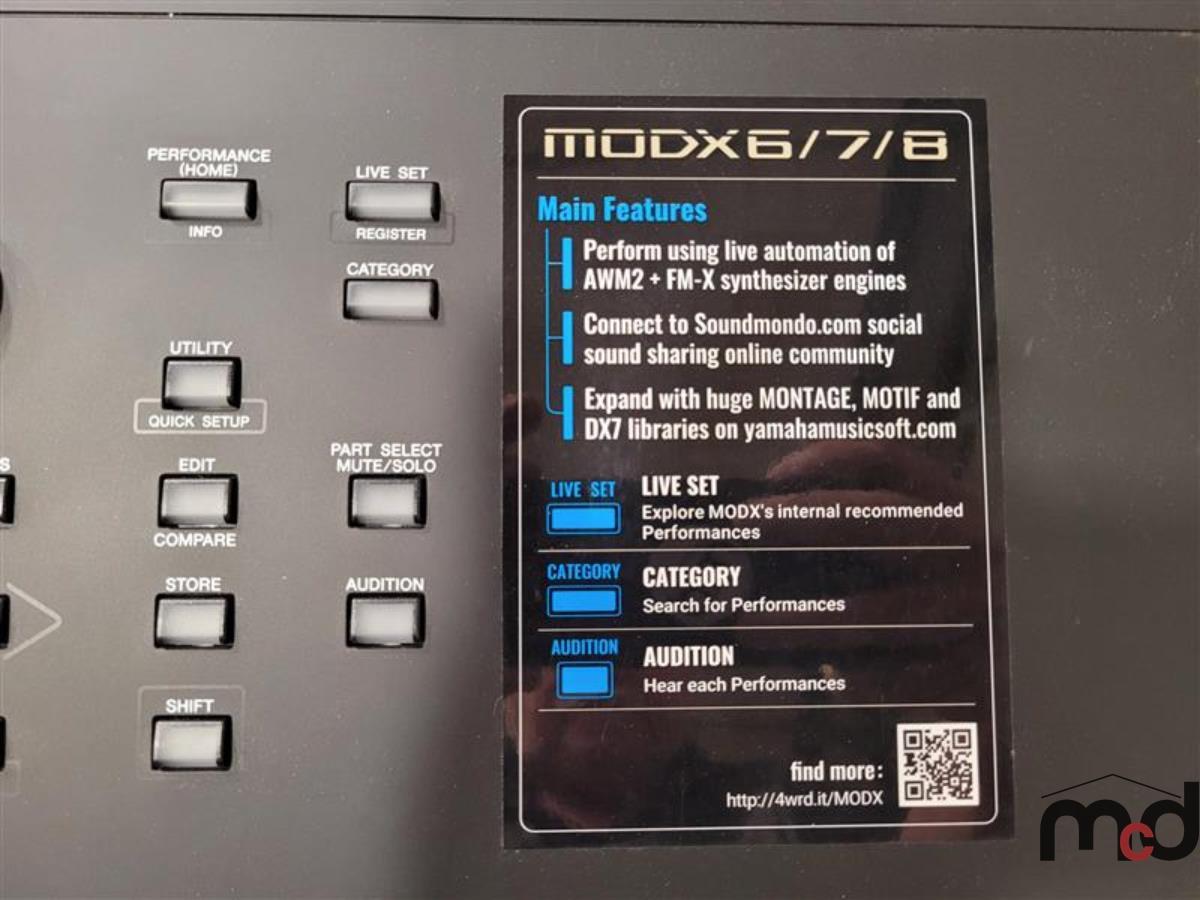 PERFORMANCE
(HOME)
INFO
LIVE SET
REGISTER
CATEGORY
UTILITY
QUICK SETUP
S
EDIT
COMPARE
PART SELECT
MUTE/SOLO
STORE
AUDITION
SHIFT
MODX6/7/8
Main Features
Perform using live automation of
AWM2 + FM-X synthesizer engines
Connect to Soundmondo.com social
sound sharing online community
Expand with huge MONTAGE, MOTIF and
DX7 libraries on yamahamusicsoft.com
LIVE SET
LIVE SET
Explore MODX's internal recommended
Performances
CATEGORY
CATEGORY
Search for Performances
AUDITION
AUDITION
Hear each Performances
find more:
http://4wrd.it/MODX
mcd